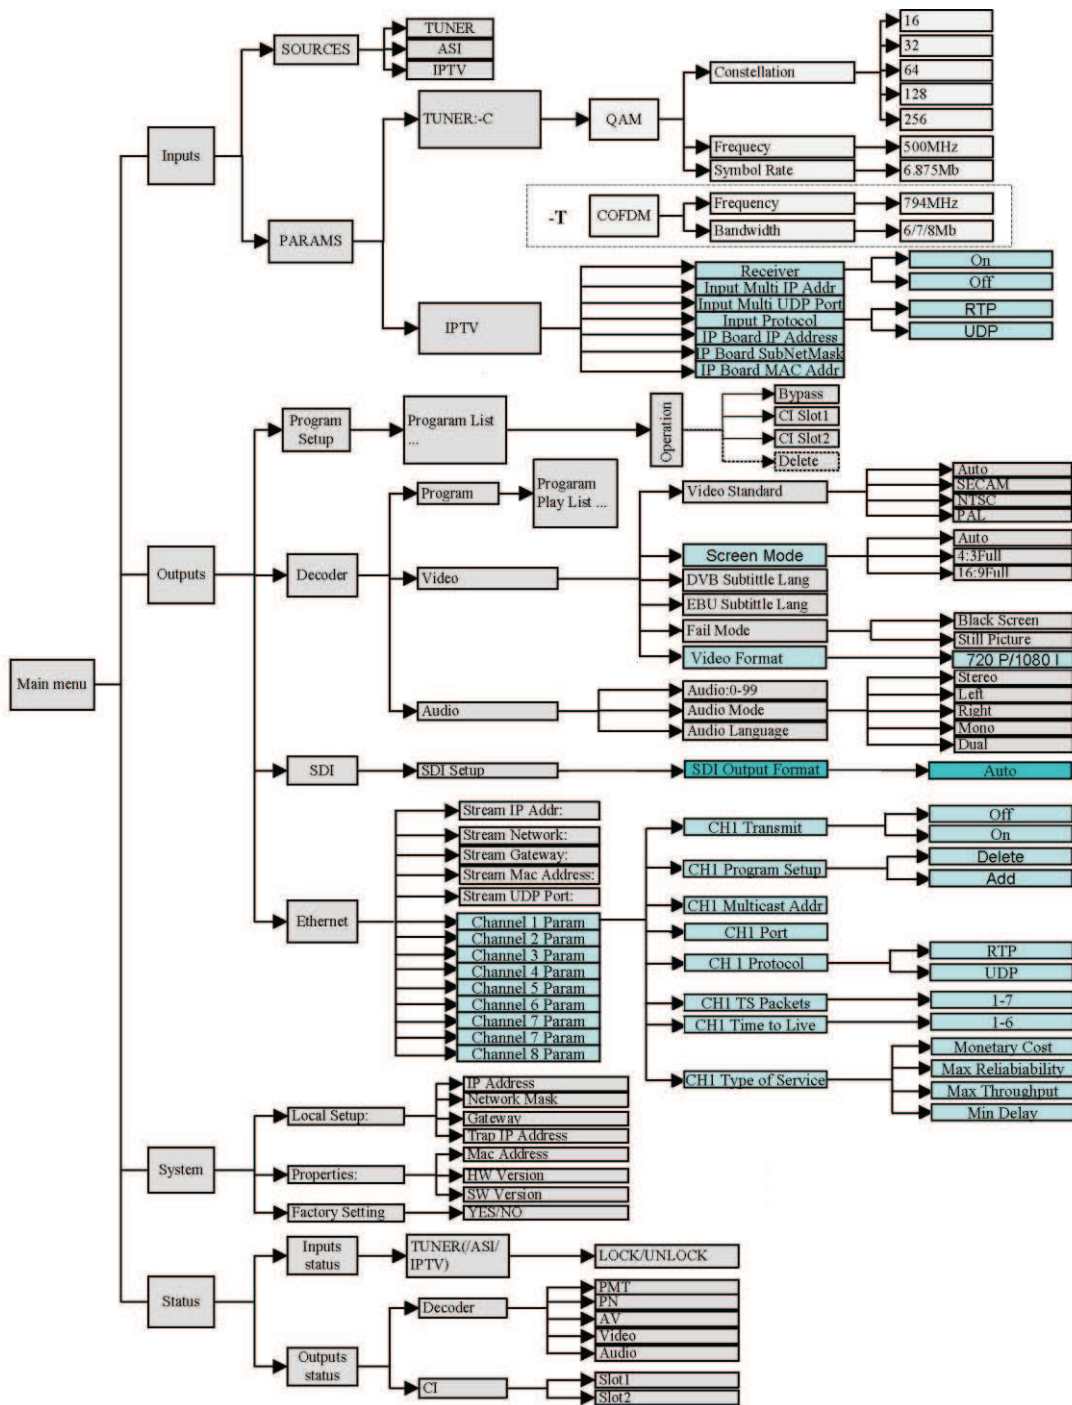 Main menu
Inputs
SOURCES
TUNER
ASI
IPTV
PARAMS
TUNER:-C
QAM
Constellation
16
32
64
128
256
Frequecy
500MHz
Symbol Rate
6.875Mb
-T
COFDM
Frequency
794MHz
Bandwidth
6/7/8Mb
IPTV
Receiver
On
Off
Input Multi IP Addr
Input Multi UDP Port
Input Protocol
RTP
UDP
IP Board IP Address
IP Board SubNetMask
IP Board MAC Addr
Outputs
Program
Setup
Progaram List
...
Operation
Bypass
CI Slot1
CI Slot2
Delete
Decoder
Program
Progaram
Play List ...
Video
Video Standard
Auto
SECAM
NTSC
PAL
Screen Mode
Auto
4:3Full
16:9Full
DVB Subtittle Lang
EBU Subtittle Lang
Fail Mode
Black Screen
Still Picture
Video Format
720 P/1080 I
Audio
Audio:0-99
Audio Mode
Stereo
Left
Right
Mono
Dual
Audio Language
SDI
SDI Setup
SDI Output Format
Auto
Ethernet
Stream IP Addr:
Stream Network:
Stream Gateway:
Stream Mac Address:
Stream UDP Port:
Channel 1 Param
Channel 2 Param
Channel 3 Param
Channel 4 Param
Channel 5 Param
Channel 6 Param
Channel 7 Param
Channel 7 Param
Channel 8 Param
CH1 Transmit
Off
On
CH1 Program Setup
Delete
Add
CH1 Multicast Addr
CH1 Port
CH 1 Protocol
RTP
UDP
CH1 TS Packets
1-7
CH1 Time to Live
1-6
CH1 Type of Service
Monetary Cost
Max Reliabiability
Max Throughput
Min Delay
System
Local Setup:
IP Address
Network Mask
Gateway
Trap IP Address
Properties:
Mac Address
HW Version
SW Version
Factory Setting
YES/NO
Status
Inputs
status
TUNER(/ASI/
IPTV)
LOCK/UNLOCK
Outputs
status
Decoder
PMT
PN
AV
Video
Audio
CI
Slot1
Slot2